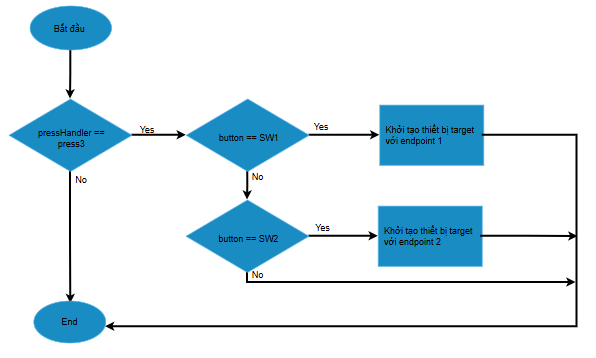 Bắt đầu
pressHandler ==
press3
Yes
button == SW1
Yes
Khởi tạo thiết bị target
với endpoint 1
No
No
button == SW2
Yes
Khởi tạo thiết bị target
với endpoint 2
No
End